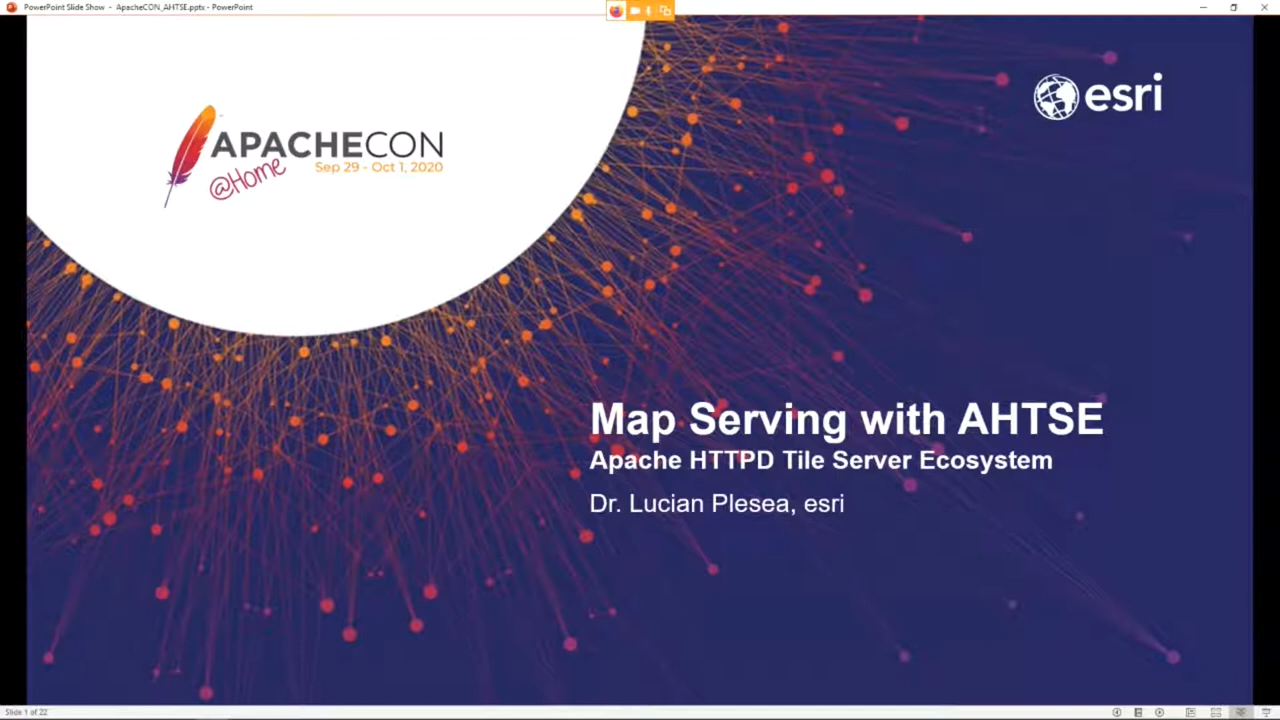 PowerPoint Slide Show - ApacheCON_AHTSE.pptx - PowerPoint
esri
APACHECON
@Home
Sep 29 - Oct 1, 2020
Map Serving with AHTSE
Apache HTTPD Tile Server Ecosystem
Dr. Lucian Plesea, esri
Slide 1 of 22